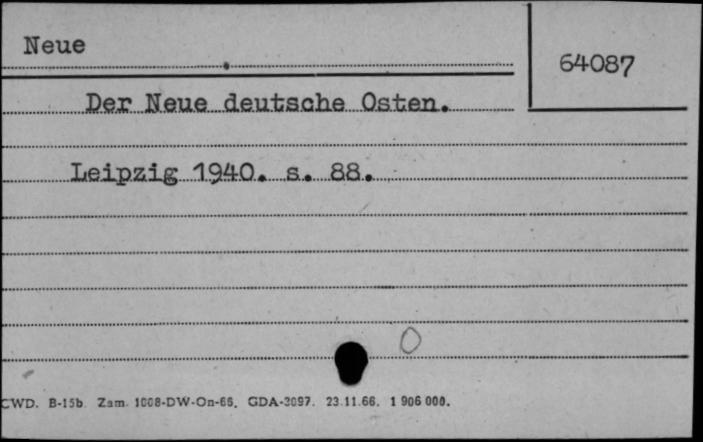 Neue
64087
Der Neue deutsche Osten.
Leipzig 1940. s. 88.
0
CWD. B-15b. Zam. 1008-DW-On-66. GDA-3097. 23.11.66. 1 906 000.